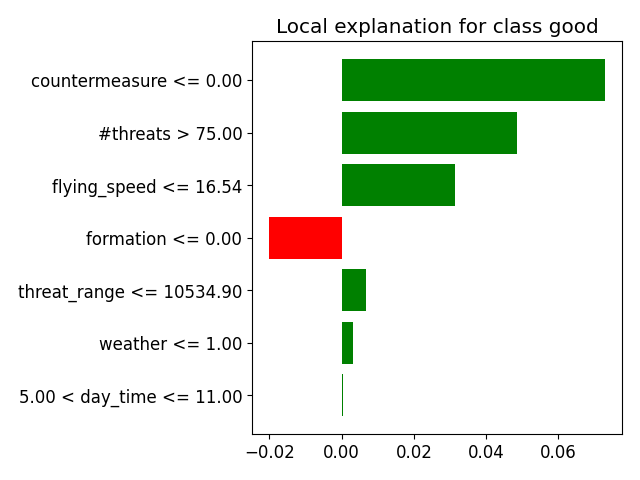 Local explanation for class good
countermeasure <= 0.00
#threats > 75.00
flying_speed <= 16.54
formation <= 0.00
threat_range <= 10534.90
weather <= 1.00
5.00 < day_time <= 11.00
−0.02 0.00 0.02 0.04 0.06